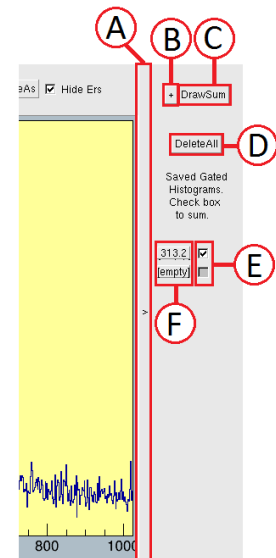 A
B
C
eAs
Hide Ers
+
DrawSum
DeleteAll
D
Saved Gated
Histograms.
Check box
to sum.
313.2
[empty]
E
>
F
800
1000